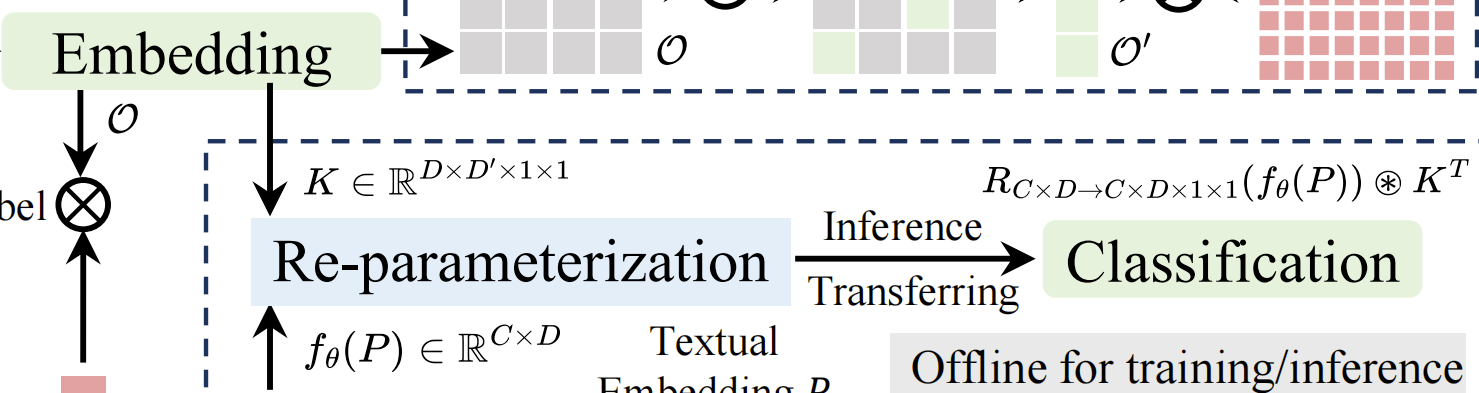 Embedding
𝒪
𝒪′
𝒪
K ∈ ℝ^{D×D′×1×1}
R_{C×D→C×D×1×1}(f_θ(P)) ⊛ K^T
bel
Inference
Re-parameterization
Classification
Transferring
f_θ(P) ∈ ℝ^{C×D}
Textual
Offline for training/inference
Embedding P